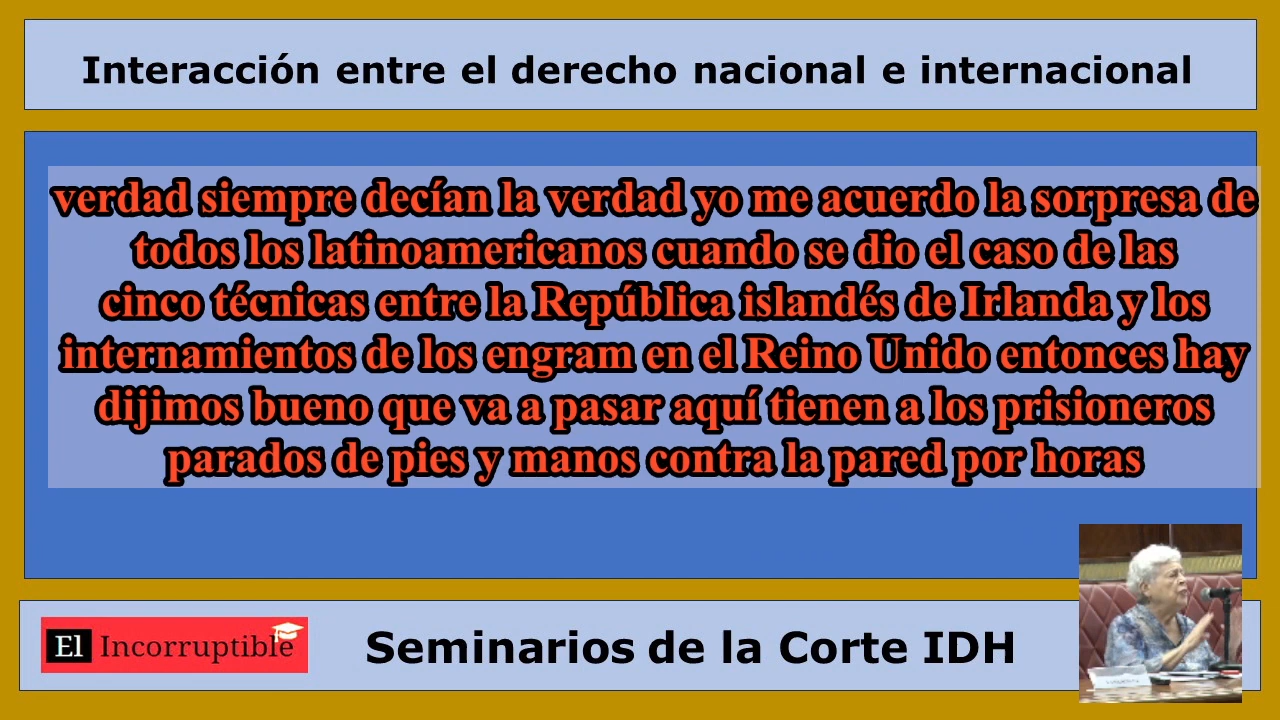 Interacción entre el derecho nacional e internacional
verdad siempre decían la verdad yo me acuerdo la sorpresa de
todos los latinoamericanos cuando se dio el caso de las
cinco técnicas entre la República islandés de Irlanda y los
internamientos de los engram en el Reino Unido entonces hay
dijimos bueno que va a pasar aquí tienen a los prisioneros
parados de pies y manos contra la pared por horas
El Incorruptible
Seminarios de la Corte IDH